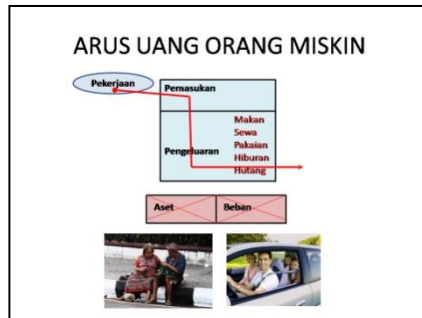 ARUS UANG ORANG MISKIN
Pekerjaan
Pemasukan
Pengeluaran
Makan
Sewa
Pakaian
Hiburan
Hutang
Aset
Beban